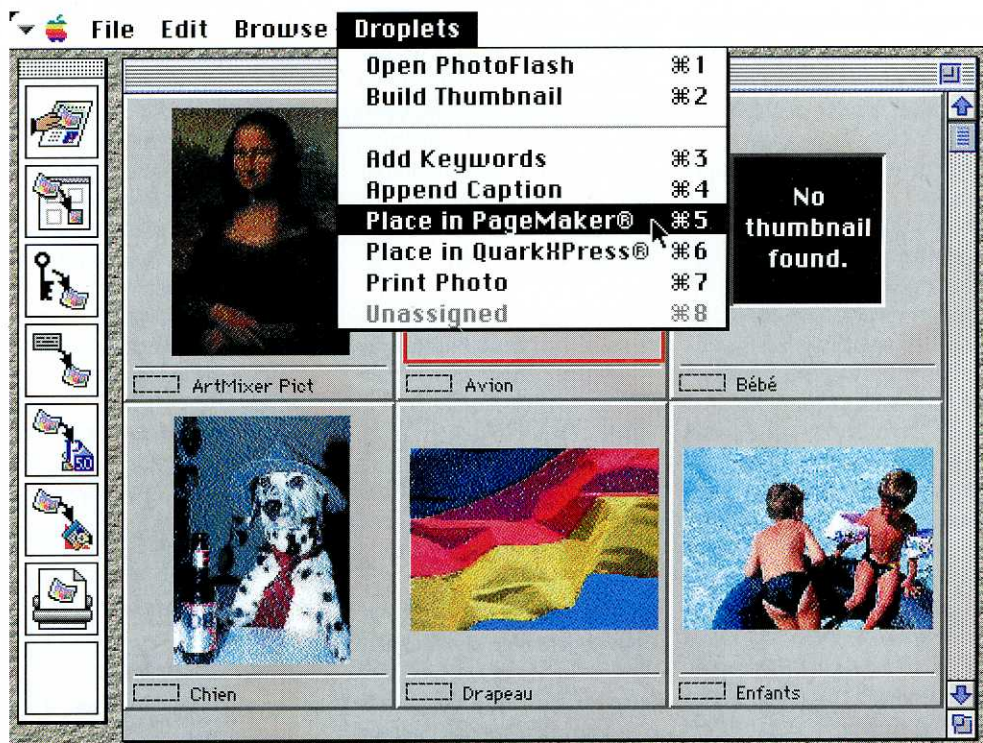 File Edit Browse Droplets
Open PhotoFlash ⌘1
Build Thumbnail ⌘2
Add Keywords ⌘3
Append Caption ⌘4
Place in PageMaker® ⌘5
Place in QuarkXPress® ⌘6
Print Photo ⌘7
Unassigned ⌘8
No
thumbnail
found.
ArtMixer Pict
Avion
Bébé
Chien
Drapeau
Enfants
5.0